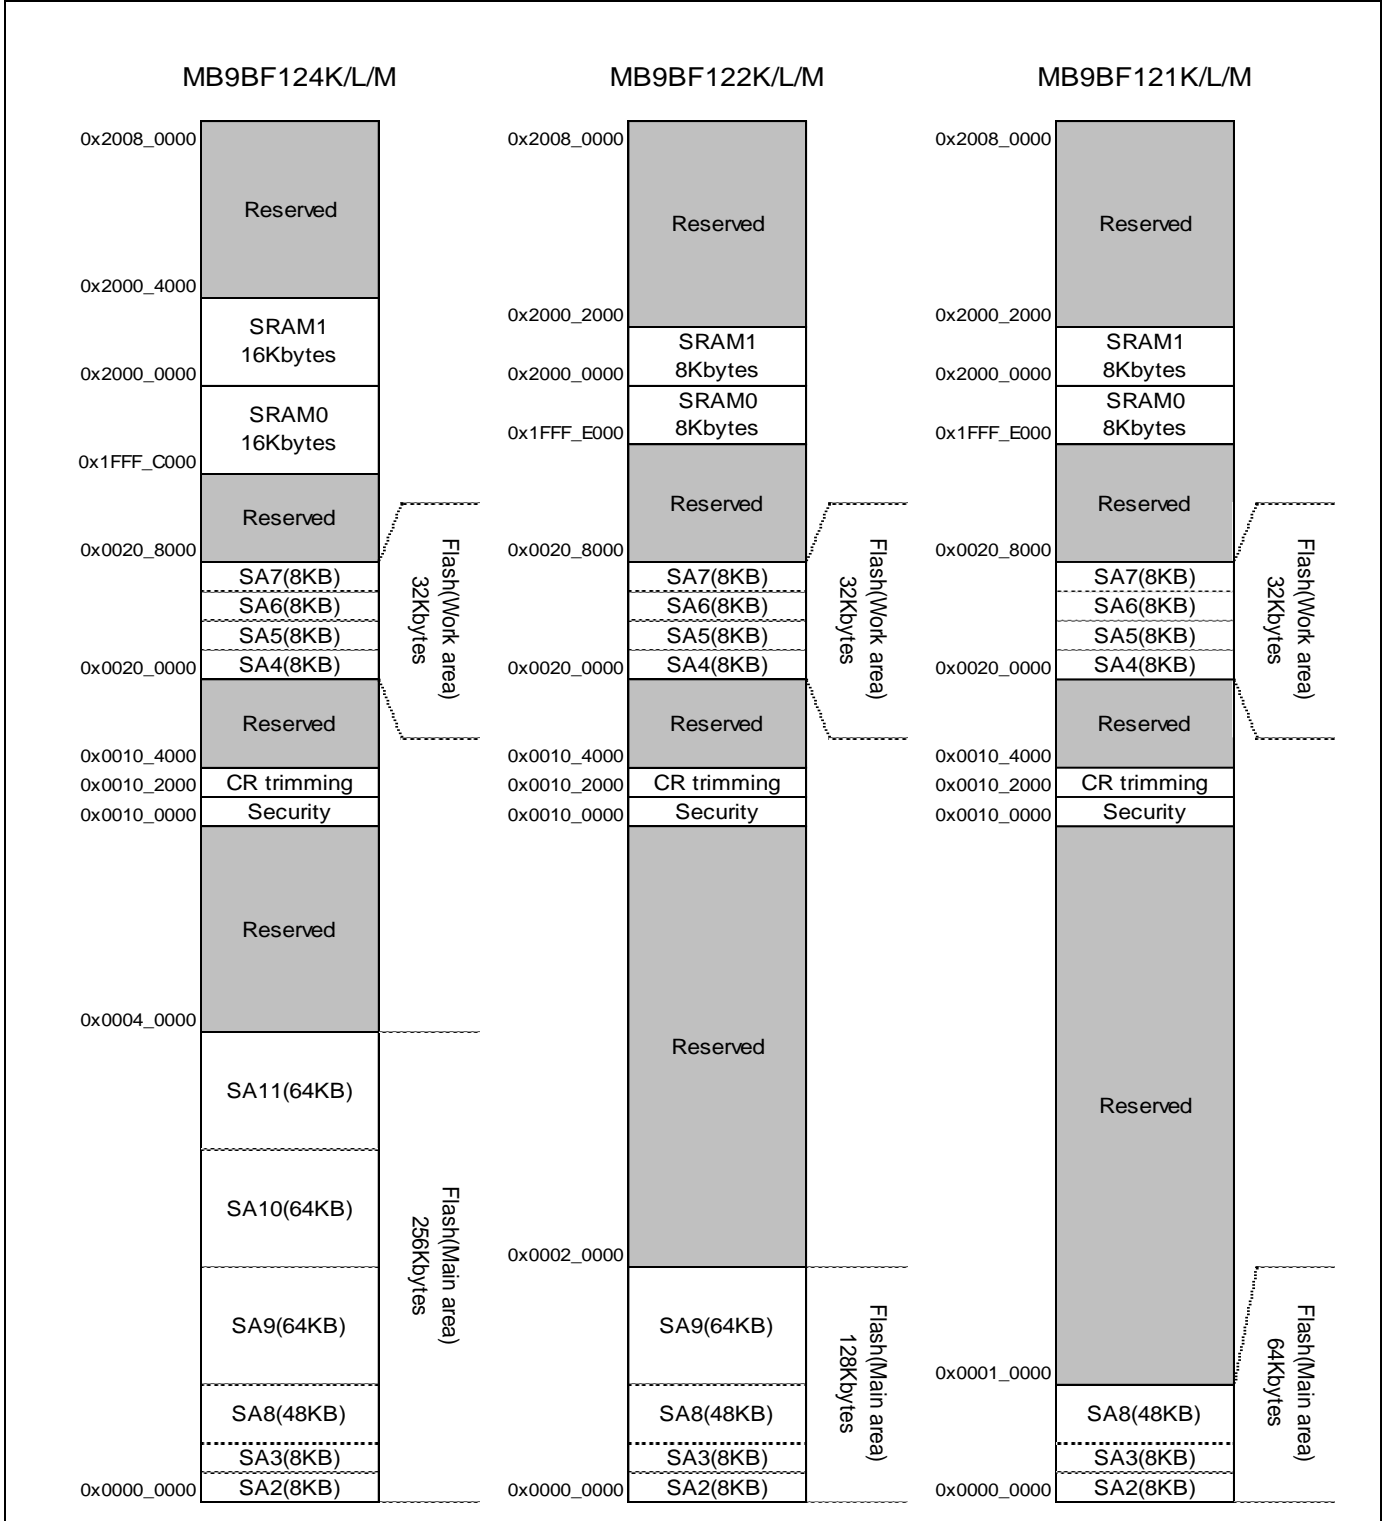 MB9BF124K/L/M
0x2008_0000
Reserved
0x2000_4000
SRAM1
16Kbytes
0x2000_0000
SRAM0
16Kbytes
0x1FFF_C000
Reserved
0x0020_8000
SA7(8KB)
SA6(8KB)
SA5(8KB)
SA4(8KB)
0x0020_0000
Flash(Work area)
32Kbytes
Reserved
0x0010_4000
CR trimming
0x0010_2000
Security
0x0010_0000
Reserved
0x0004_0000
SA11(64KB)
SA10(64KB)
SA9(64KB)
SA8(48KB)
SA3(8KB)
SA2(8KB)
0x0000_0000
Flash(Main area)
256Kbytes
MB9BF122K/L/M
0x2008_0000
Reserved
0x2000_2000
SRAM1
8Kbytes
0x2000_0000
SRAM0
8Kbytes
0x1FFF_E000
Reserved
0x0020_8000
SA7(8KB)
SA6(8KB)
SA5(8KB)
SA4(8KB)
0x0020_0000
Flash(Work area)
32Kbytes
Reserved
0x0010_4000
CR trimming
0x0010_2000
Security
0x0010_0000
Reserved
0x0002_0000
SA9(64KB)
SA8(48KB)
SA3(8KB)
SA2(8KB)
0x0000_0000
Flash(Main area)
128Kbytes
MB9BF121K/L/M
0x2008_0000
Reserved
0x2000_2000
SRAM1
8Kbytes
0x2000_0000
SRAM0
8Kbytes
0x1FFF_E000
Reserved
0x0020_8000
SA7(8KB)
SA6(8KB)
SA5(8KB)
SA4(8KB)
0x0020_0000
Flash(Work area)
32Kbytes
Reserved
0x0010_4000
CR trimming
0x0010_2000
Security
0x0010_0000
Reserved
0x0001_0000
SA8(48KB)
SA3(8KB)
SA2(8KB)
0x0000_0000
Flash(Main area)
64Kbytes